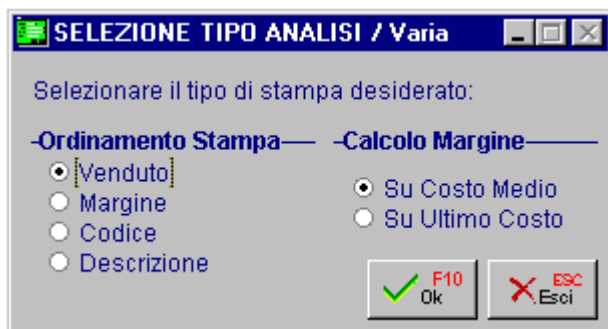 SELEZIONE TIPO ANALISI / Varia
Selezionare il tipo di stampa desiderato:
Ordinamento Stampa
Venduto
Margine
Codice
Descrizione
Calcolo Margine
Su Costo Medio
Su Ultimo Costo
F10
Ok
ESC
Esci